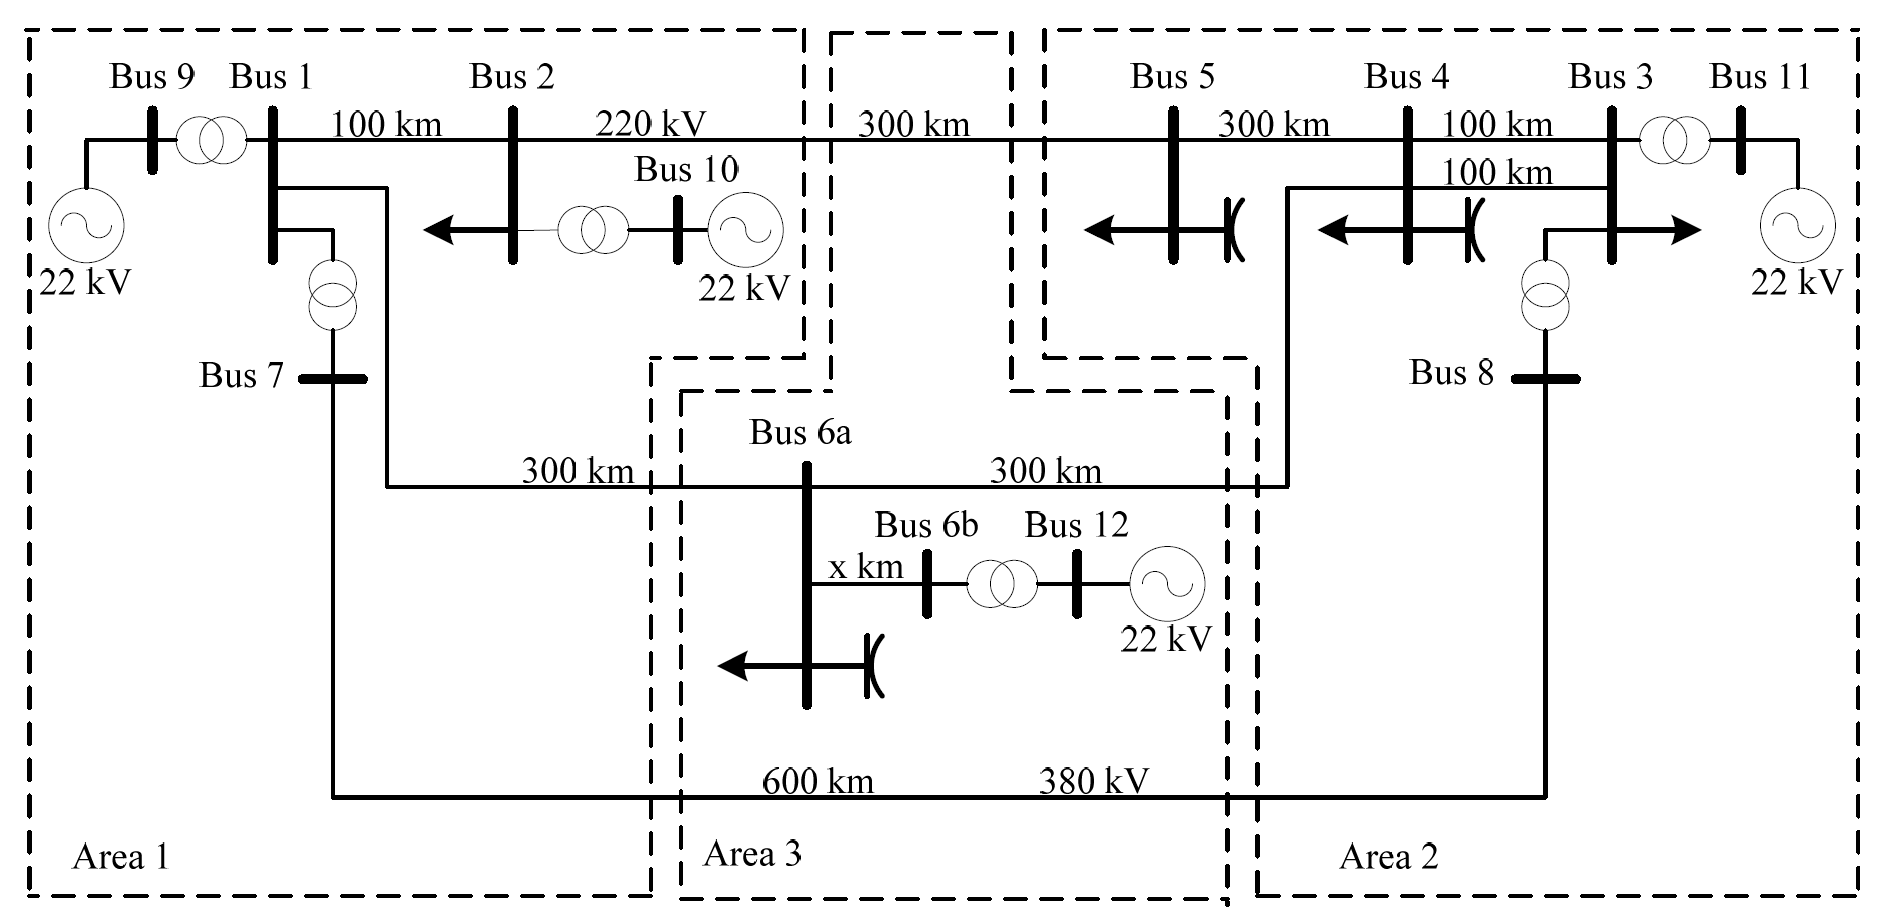 Bus 9
Bus 1
Bus 2
Bus 5
Bus 4
Bus 3
Bus 11
100 km
220 kV
300 km
300 km
100 km
Bus 10
100 km
22 kV
22 kV
22 kV
Bus 7
Bus 8
Bus 6a
300 km
300 km
Bus 6b
Bus 12
x km
22 kV
600 km
380 kV
Area 1
Area 3
Area 2